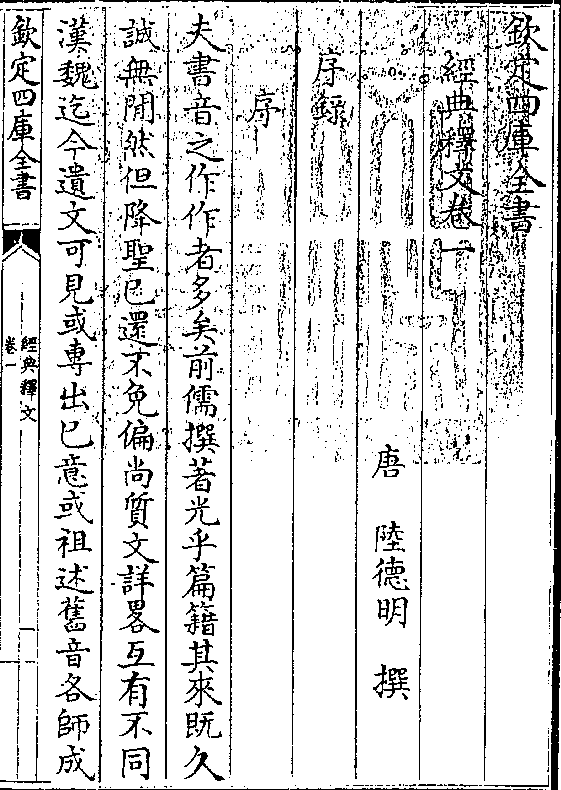 欽定四庫全書
經典釋文卷一
唐　陸德明　撰
序錄
序
夫書音之作作者多矣前儒撰著光乎篇籍其來既久
誠無閒然但降聖已還不免偏尚質文詳畧互有不同
漢魏迄今遺文可見或專出己意或祖述舊音各師成
欽定四庫全書
經典釋文
卷一
一